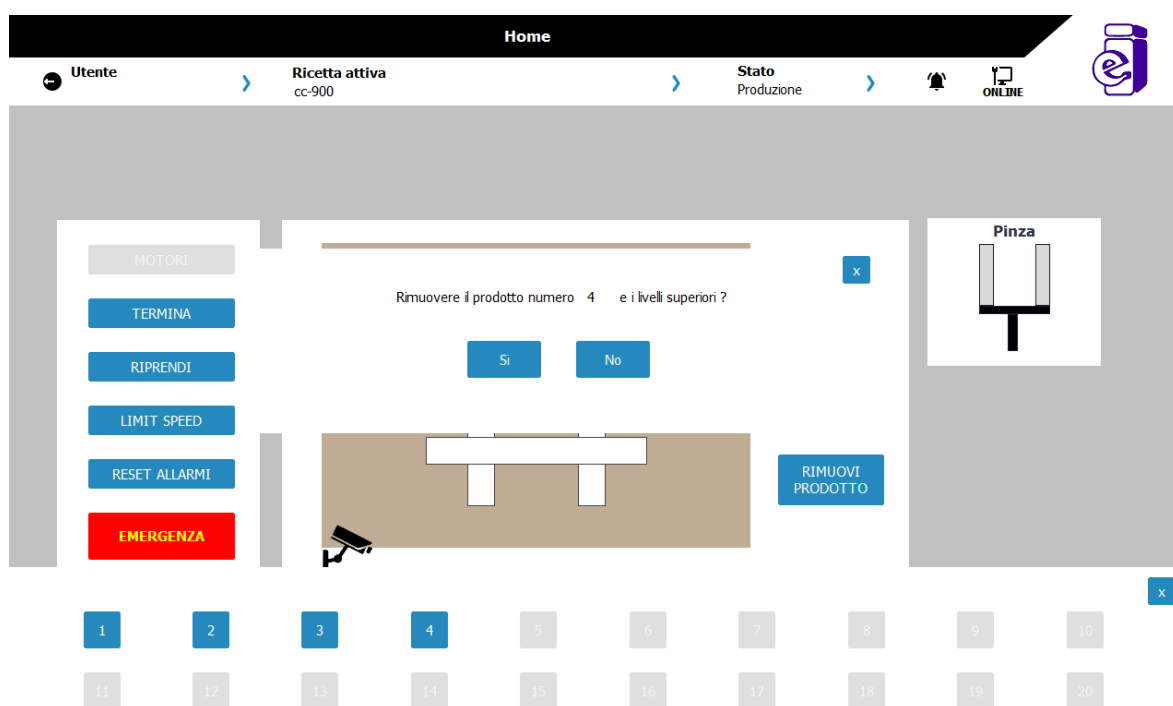 Home
Utente
Ricetta attiva
cc-900
Stato
Produzione
ONLINE
Pinza
MOTORI
TERMINA
RIPRENDI
LIMIT SPEED
RESET ALLARMI
EMERGENZA
x
Rimuovere il prodotto numero 4 e i livelli superiori ?
Si No
RIMUOVI
PRODOTTO
x
1 2 3 4 5 6 7 8 9 10
11 12 13 14 15 16 17 18 19 20